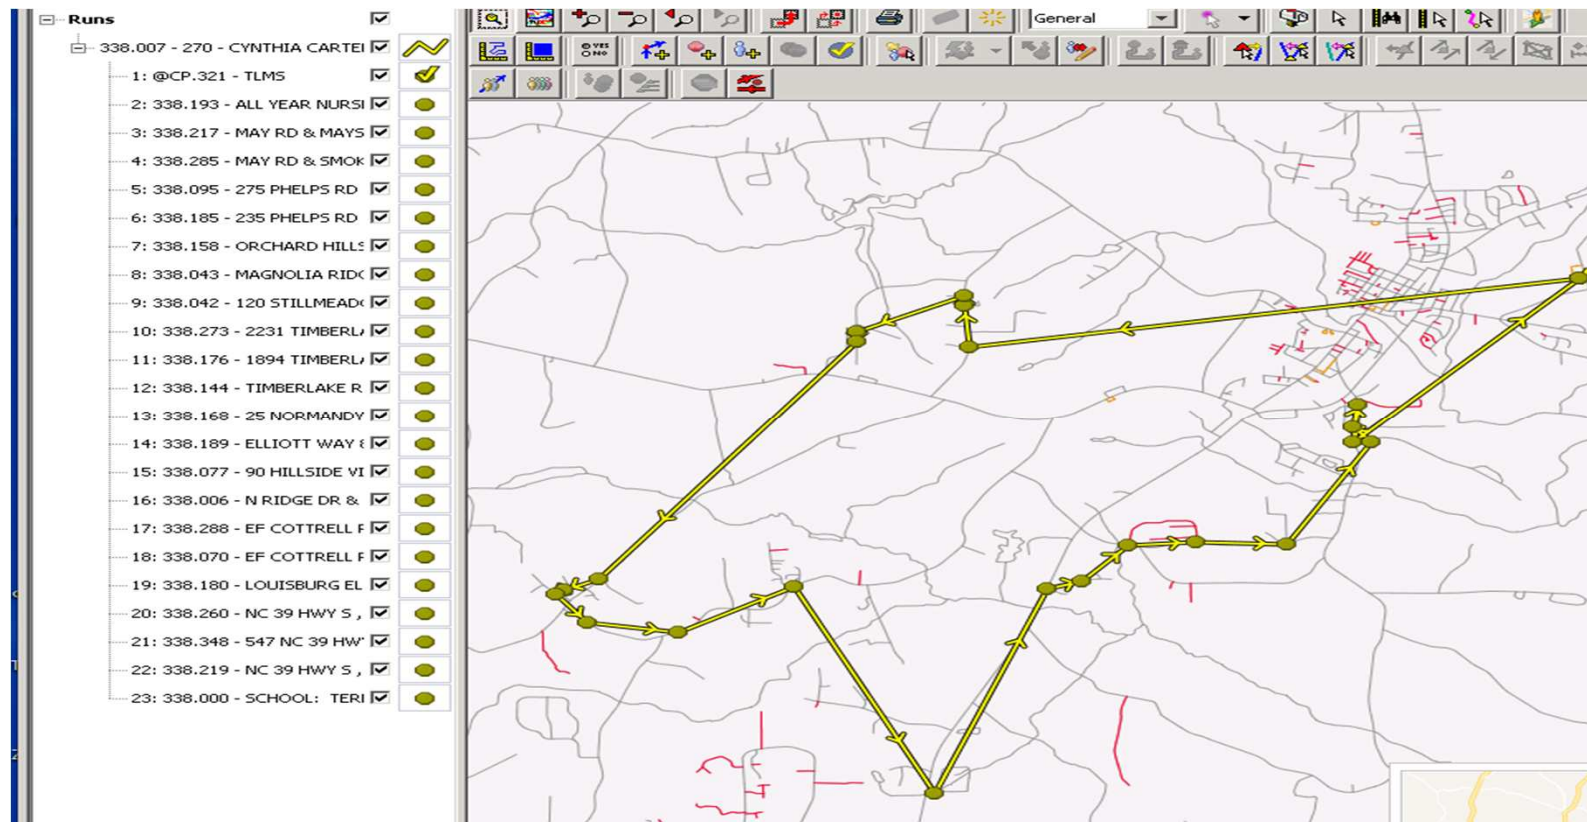 Runs
General
338.007 - 270 - CYNTHIA CARTE
YES
NO
1: @CP.321 - TLMS
2: 338.193 - ALL YEAR NURS
3: 338.217 - MAY RD & MAYS
4: 338.285 - MAY RD & SMOK
5: 338.095 - 275 PHELPS RD
6: 338.185 - 235 PHELPS RD
7: 338.158 - ORCHARD HILLS
8: 338.043 - MAGNOLIA RIDG
9: 338.042 - 120 STILLMEAD
10: 338.273 - 2231 TIMBERL
11: 338.176 - 1894 TIMBERL
12: 338.144 - TIMBERLAKE R
13: 338.168 - 25 NORMANDY
14: 338.189 - ELLIOTT WAY &
15: 338.077 - 90 HILLSIDE VI
16: 338.006 - N RIDGE DR &
17: 338.288 - EF COTTRELL
18: 338.070 - EF COTTRELL
19: 338.180 - LOUISBURG EL
20: 338.260 - NC 39 HWY S ,
21: 338.348 - 547 NC 39 HW
22: 338.219 - NC 39 HWY S ,
23: 338.000 - SCHOOL: TER